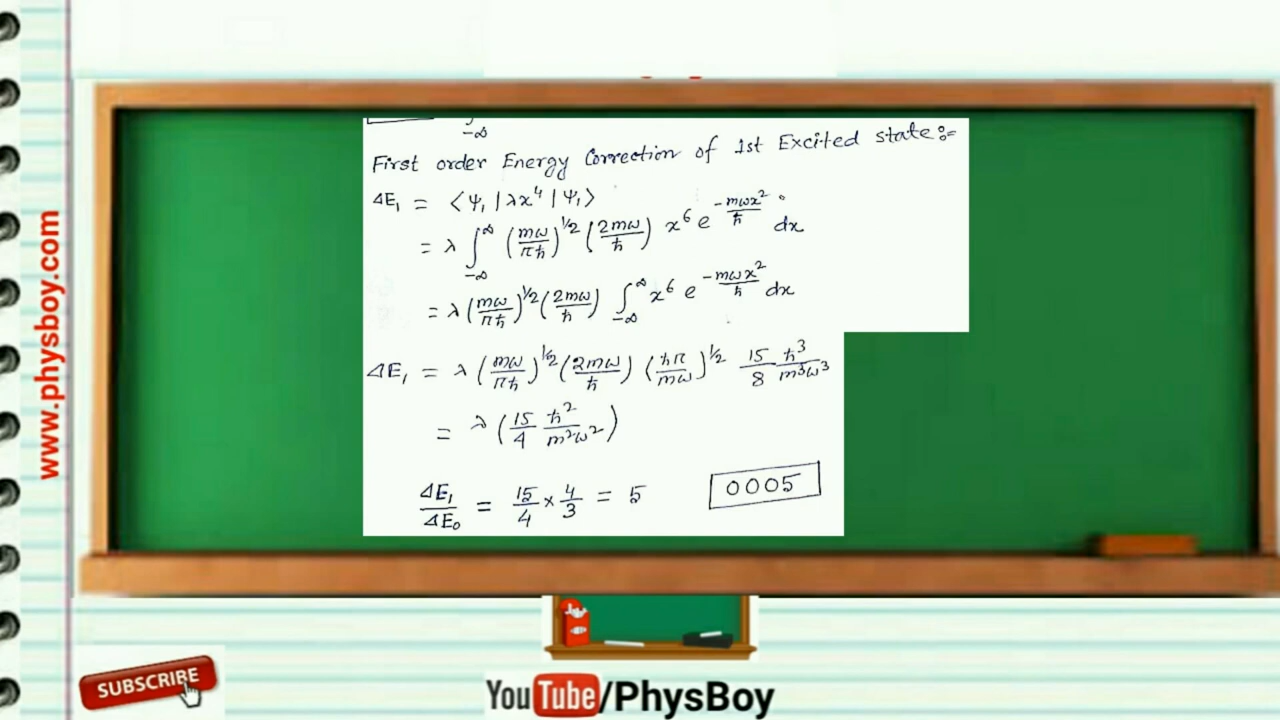 -∞
First order Energy Correction of 1st Excited state:-
ΔE₁ = ⟨ψ₁|λx⁴|ψ₁⟩
= λ ∫_{-∞}^{∞} (mω/πħ)^{1/2} (2mω/ħ) x⁶ e^{-mωx²/ħ} dx
= λ (mω/πħ)^{1/2} (2mω/ħ) ∫_{-∞}^{∞} x⁶ e^{-mωx²/ħ} dx
ΔE₁ = λ (mω/πħ)^{1/2} (2mω/ħ) (ħπ/mω)^{1/2} 15/8 ħ³/m³ω³
= λ (15/4 ħ²/m²ω²)
ΔE₁/ΔE₀ = 15/4 × 4/3 = 5
0005
www.physboy.com
SUBSCRIBE
YouTube/PhysBoy